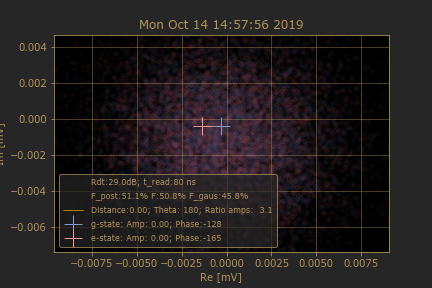 Mon Oct 14 14:57:56 2019
0.004
0.002
0.000
−0.002
−0.004
−0.006
Im [mV]
Rdt:29.0dB; t_read:80 ns
F_post:51.1% F:50.8% F_gaus:45.8%
Distance:0.00; Theta: 180; Ratio amps: 3.1
g-state: Amp: 0.00; Phase:-128
e-state: Amp: 0.00; Phase:-165
−0.0075 −0.0050 −0.0025 0.0000 0.0025 0.0050 0.0075
Re [mV]